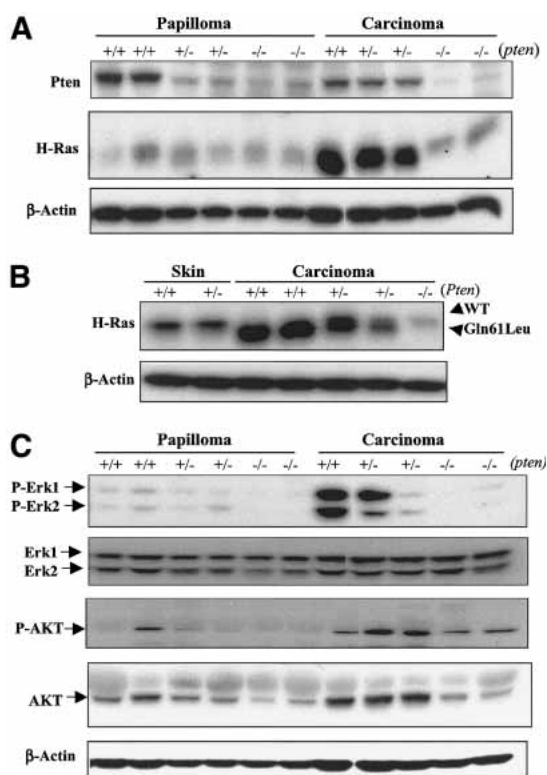 A
Papilloma Carcinoma
+/+ +/+ +/- +/- -/- -/- +/+ +/- +/- -/- -/- (pten)
Pten
H-Ras
β-Actin
B
Skin Carcinoma
+/+ +/- +/+ +/+ +/- +/- -/- (Pten)
H-Ras
WT
Gln61Leu
β-Actin
C
Papilloma Carcinoma
+/+ +/+ +/- +/- -/- -/- +/+ +/- +/- -/- -/- (pten)
P-Erk1
P-Erk2
Erk1
Erk2
P-AKT
AKT
β-Actin